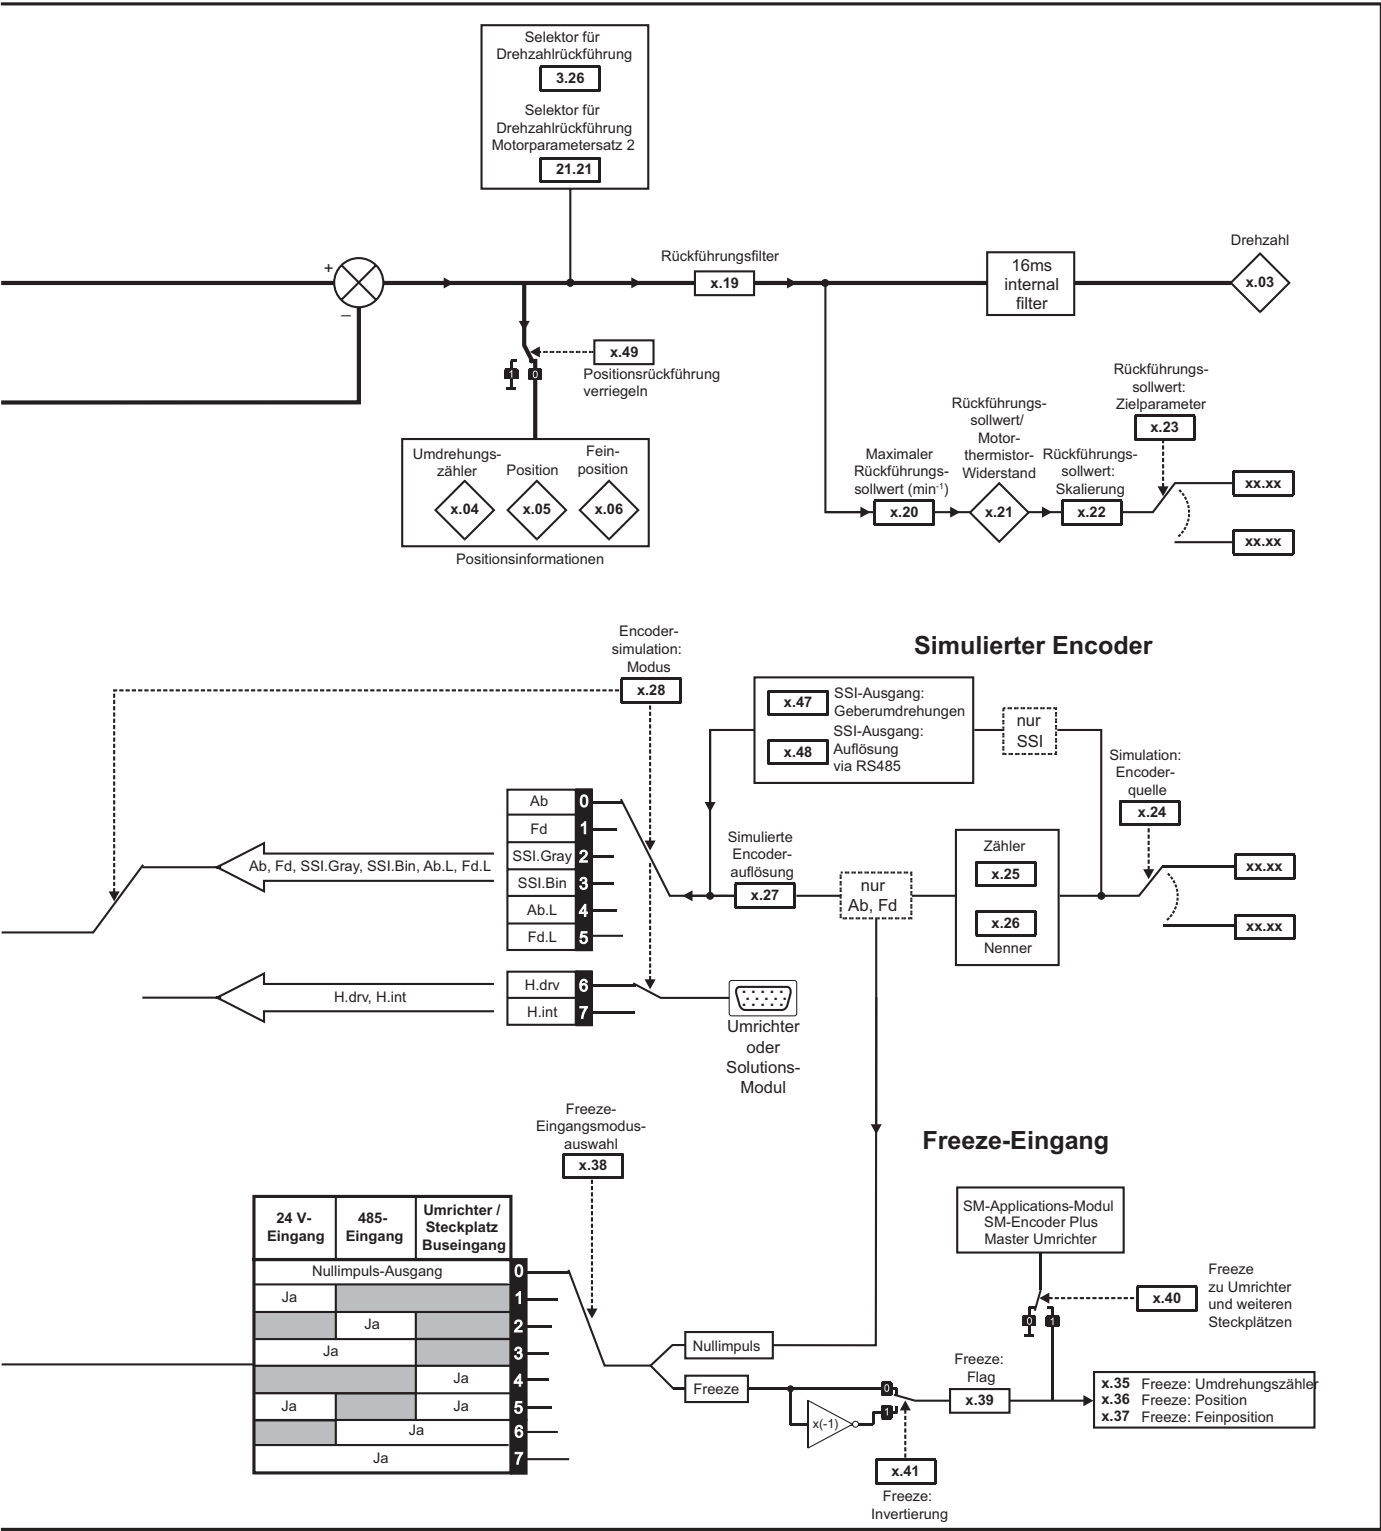 Selektor für
Drehzahlrückführung
3.26
Selektor für
Drehzahlrückführung
Motorparametersatz 2
21.21
+
–
Rückführungsfilter
x.19
16ms
internal
filter
Drehzahl
x.03
x.49
Positionsrückführung
verriegeln
1
0
Umdrehungs-
zähler
x.04
Position
x.05
Fein-
position
x.06
Positionsinformationen
Maximaler
Rückführungs-
sollwert (min⁻¹)
x.20
Rückführungs-
sollwert/
Motor-
thermistor-
Widerstand
x.21
Rückführungs-
sollwert:
Skalierung
x.22
Rückführungs-
sollwert:
Zielparameter
x.23
xx.xx
xx.xx
Simulierter Encoder
Encoder-
simulation:
Modus
x.28
x.47
SSI-Ausgang:
Geberumdrehungen
x.48
SSI-Ausgang:
Auflösung
via RS485
nur
SSI
Simulation:
Encoder-
quelle
x.24
xx.xx
xx.xx
Zähler
x.25
x.26
Nenner
nur
Ab, Fd
Simulierte
Encoder-
auflösung
x.27
Ab 0
Fd 1
SSI.Gray 2
SSI.Bin 3
Ab.L 4
Fd.L 5
Ab, Fd, SSI.Gray, SSI.Bin, Ab.L, Fd.L
H.drv 6
H.int 7
H.drv, H.int
Umrichter
oder
Solutions-
Modul
Freeze-Eingang
Freeze-
Eingangsmodus-
auswahl
x.38
24 V-
Eingang
485-
Eingang
Umrichter /
Steckplatz
Buseingang
Nullimpuls-Ausgang 0
Ja 1
Ja 2
Ja 3
Ja 4
Ja Ja 5
Ja 6
Ja 7
Nullimpuls
Freeze
x(-1)
0
1
x.41
Freeze:
Invertierung
Freeze:
Flag
x.39
SM-Applications-Modul
SM-Encoder Plus
Master Umrichter
0
1
x.40
Freeze
zu Umrichter
und weiteren
Steckplätzen
x.35 Freeze: Umdrehungszähler
x.36 Freeze: Position
x.37 Freeze: Feinposition